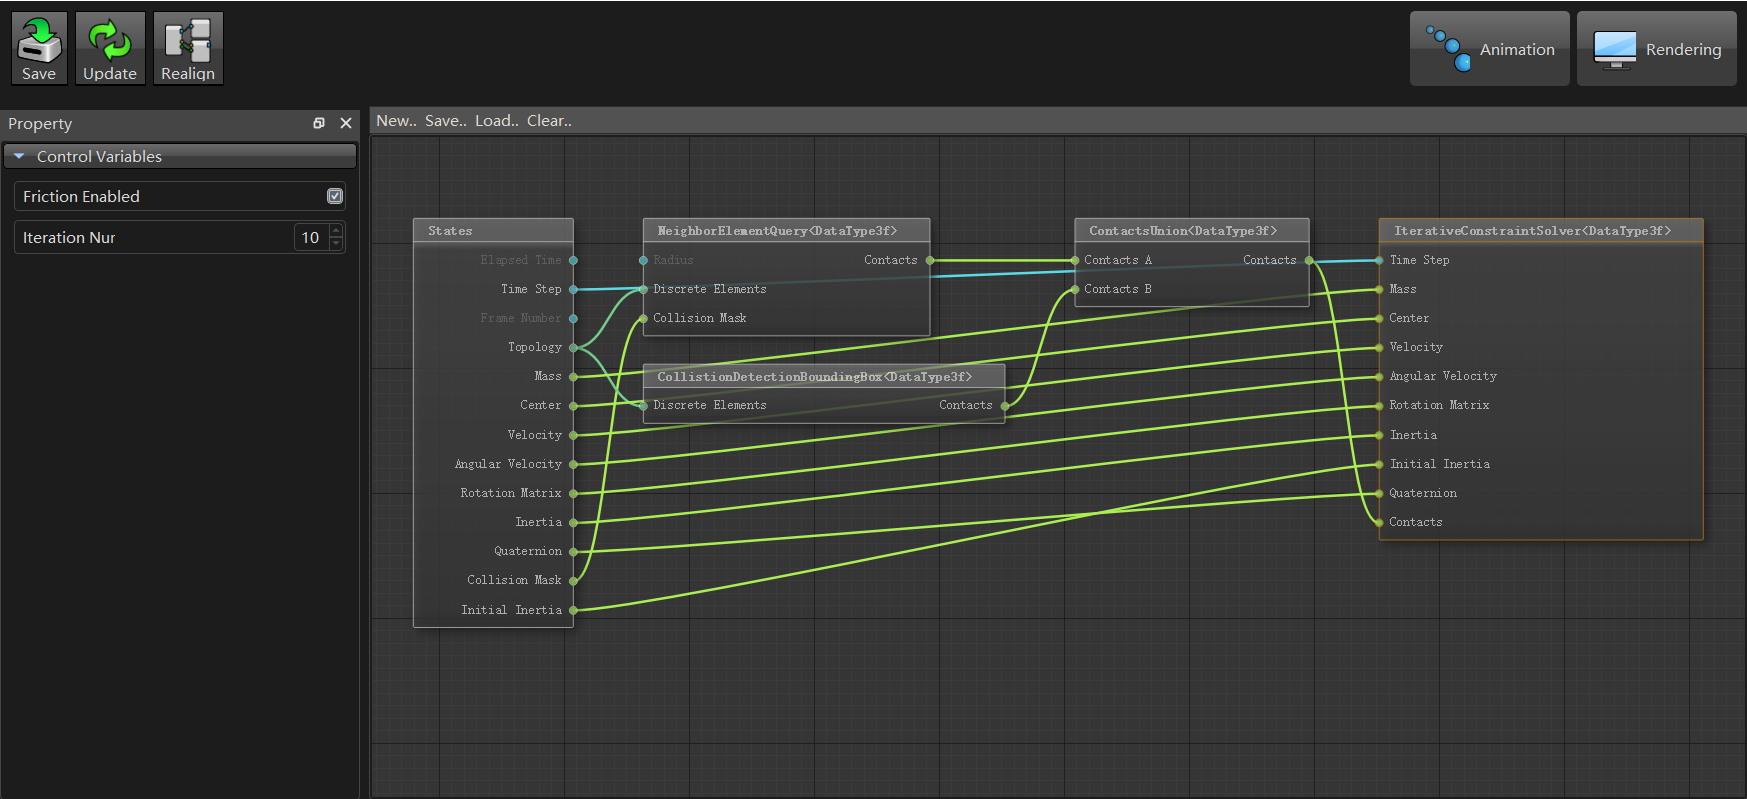 Save
Update
Realign
Animation
Rendering
Property
Control Variables
Friction Enabled
Iteration Nur
10
New.. Save.. Load.. Clear..
States
Elapsed Time
Time Step
Frame Number
Topology
Mass
Center
Velocity
Angular Velocity
Rotation Matrix
Inertia
Quaternion
Collision Mask
Initial Inertia
NeighborElementQuery<DataType3f>
Radius
Contacts
Discrete Elements
Collision Mask
CollistionDetectionBoundingBox<DataType3f>
Discrete Elements
Contacts
ContactsUnion<DataType3f>
Contacts A
Contacts
Contacts B
IterativeConstraintSolver<DataType3f>
Time Step
Mass
Center
Velocity
Angular Velocity
Rotation Matrix
Inertia
Initial Inertia
Quaternion
Contacts